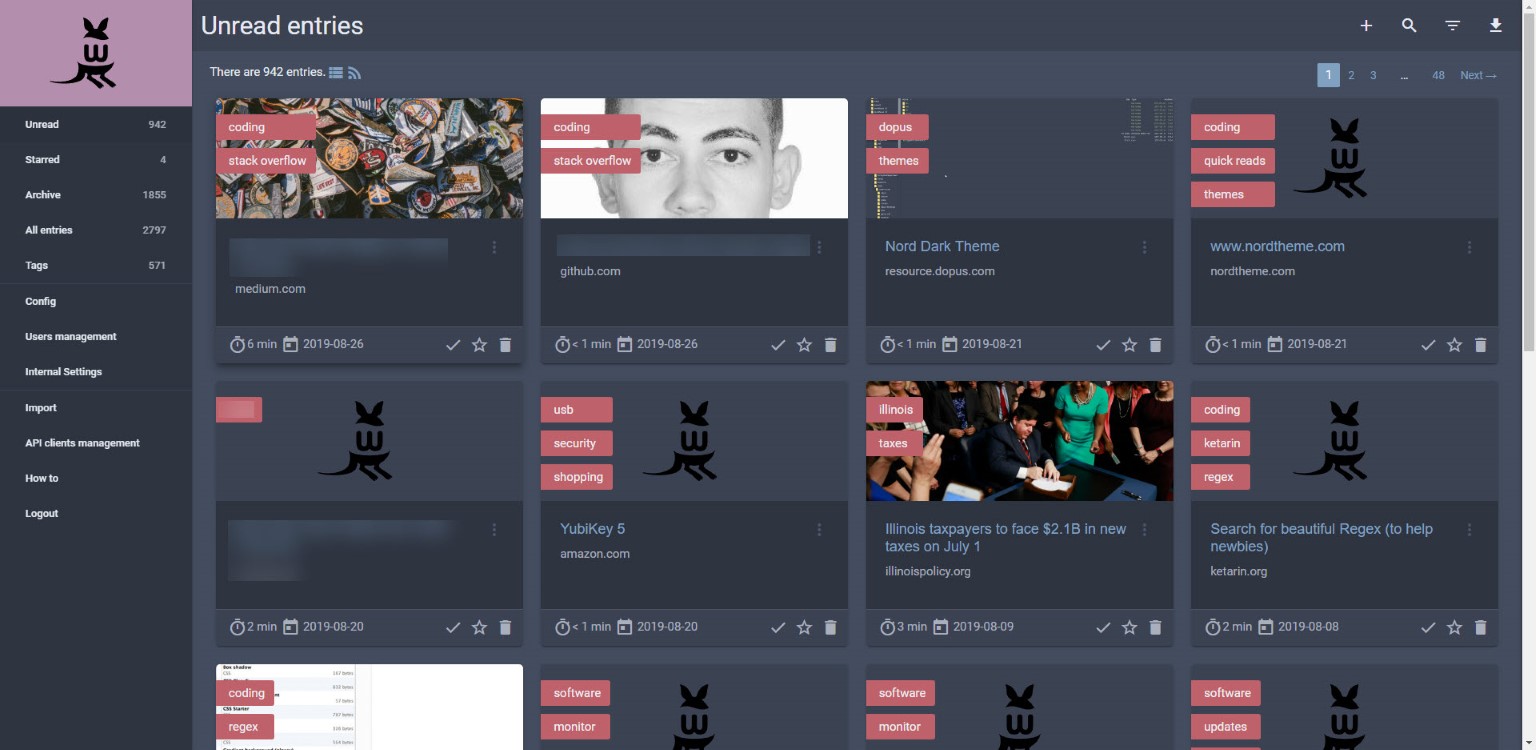 Unread entries
There are 942 entries.
1 2 3 ... 48 Next→
Unread 942
Starred 4
Archive 1855
All entries 2797
Tags 571
Config
Users management
Internal Settings
Import
API clients management
How to
Logout
coding
stack overflow
medium.com
6 min 2019-08-26
coding
stack overflow
github.com
< 1 min 2019-08-26
dopus
themes
Nord Dark Theme
resource.dopus.com
< 1 min 2019-08-21
coding
quick reads
themes
www.nordtheme.com
nordtheme.com
< 1 min 2019-08-21
2 min 2019-08-20
usb
security
shopping
YubiKey 5
amazon.com
< 1 min 2019-08-20
illinois
taxes
Illinois taxpayers to face $2.1B in new
taxes on July 1
illinoispolicy.org
3 min 2019-08-09
coding
ketarin
regex
Search for beautiful Regex (to help
newbies)
ketarin.org
2 min 2019-08-08
Box shadow
CSS
coding
CSS Starter
regex
CSS
software
monitor
software
monitor
software
updates